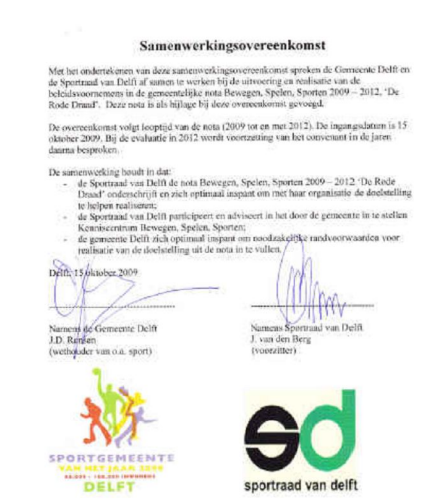 Samenwerkingsovereenkomst
Met het ondertekenen van deze samenwerkingsovereenkomst spreken de Gemeente Delft en
de Sportraad van Delft af samen te werken bij de uitvoering en realisatie van de
beleidsvoornemens in de gemeentelijke nota Bewegen, Spelen, Sporten 2009 – 2012, 'De
Rode Draad'. Deze nota is als bijlage bij deze overeenkomst gevoegd.
De overeenkomst volgt looptijd van de nota (2009 tot en met 2012). De ingangsdatum is 15
oktober 2009. Bij de evaluatie in 2012 wordt voortzetting van het convenant in de jaren
daarna besproken.
De samenwerking houdt in dat:
- de Sportraad van Delft de nota Bewegen, Spelen, Sporten 2009 – 2012 'De Rode
Draad' onderschrijft en zich optimaal inspant om met haar organisatie de doelstelling
te helpen realiseren;
- de Sportraad van Delft participeert en adviseert in het door de gemeente in te stellen
Kenniscentrum Bewegen, Spelen, Sporten;
- de gemeente Delft zich optimaal inspant om noodzakelijke randvoorwaarden voor
realisatie van de doelstelling uit de nota in te vullen.
Delft, 15 oktober 2009
Namens de Gemeente Delft
J.D.
(wethouder van o.a. sport)
Namens Sportraad van Delft
J. van den Berg
(voorzitter)
SPORTGEMEENTE
VAN HET JAAR
DELFT
sd
sportraad van delft